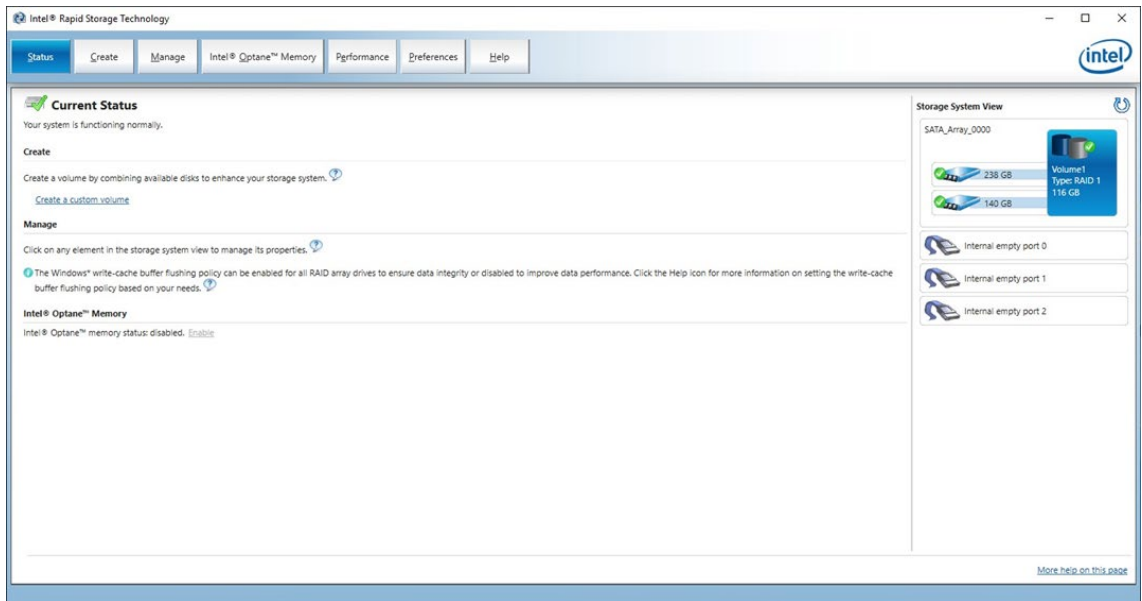 Intel® Rapid Storage Technology
Status
Create
Manage
Intel® Optane™ Memory
Performance
Preferences
Help
intel
Current Status
Your system is functioning normally.
Create
Create a volume by combining available disks to enhance your storage system.
Create a custom volume
Manage
Click on any element in the storage system view to manage its properties.
The Windows* write-cache buffer flushing policy can be enabled for all RAID array drives to ensure data integrity or disabled to improve data performance. Click the Help icon for more information on setting the write-cache
buffer flushing policy based on your needs.
Intel® Optane™ Memory
Intel® Optane™ memory status: disabled. Enable
Storage System View
SATA_Array_0000
238 GB
140 GB
Volume1
Type: RAID 1
116 GB
Internal empty port 0
Internal empty port 1
Internal empty port 2
More help on this page